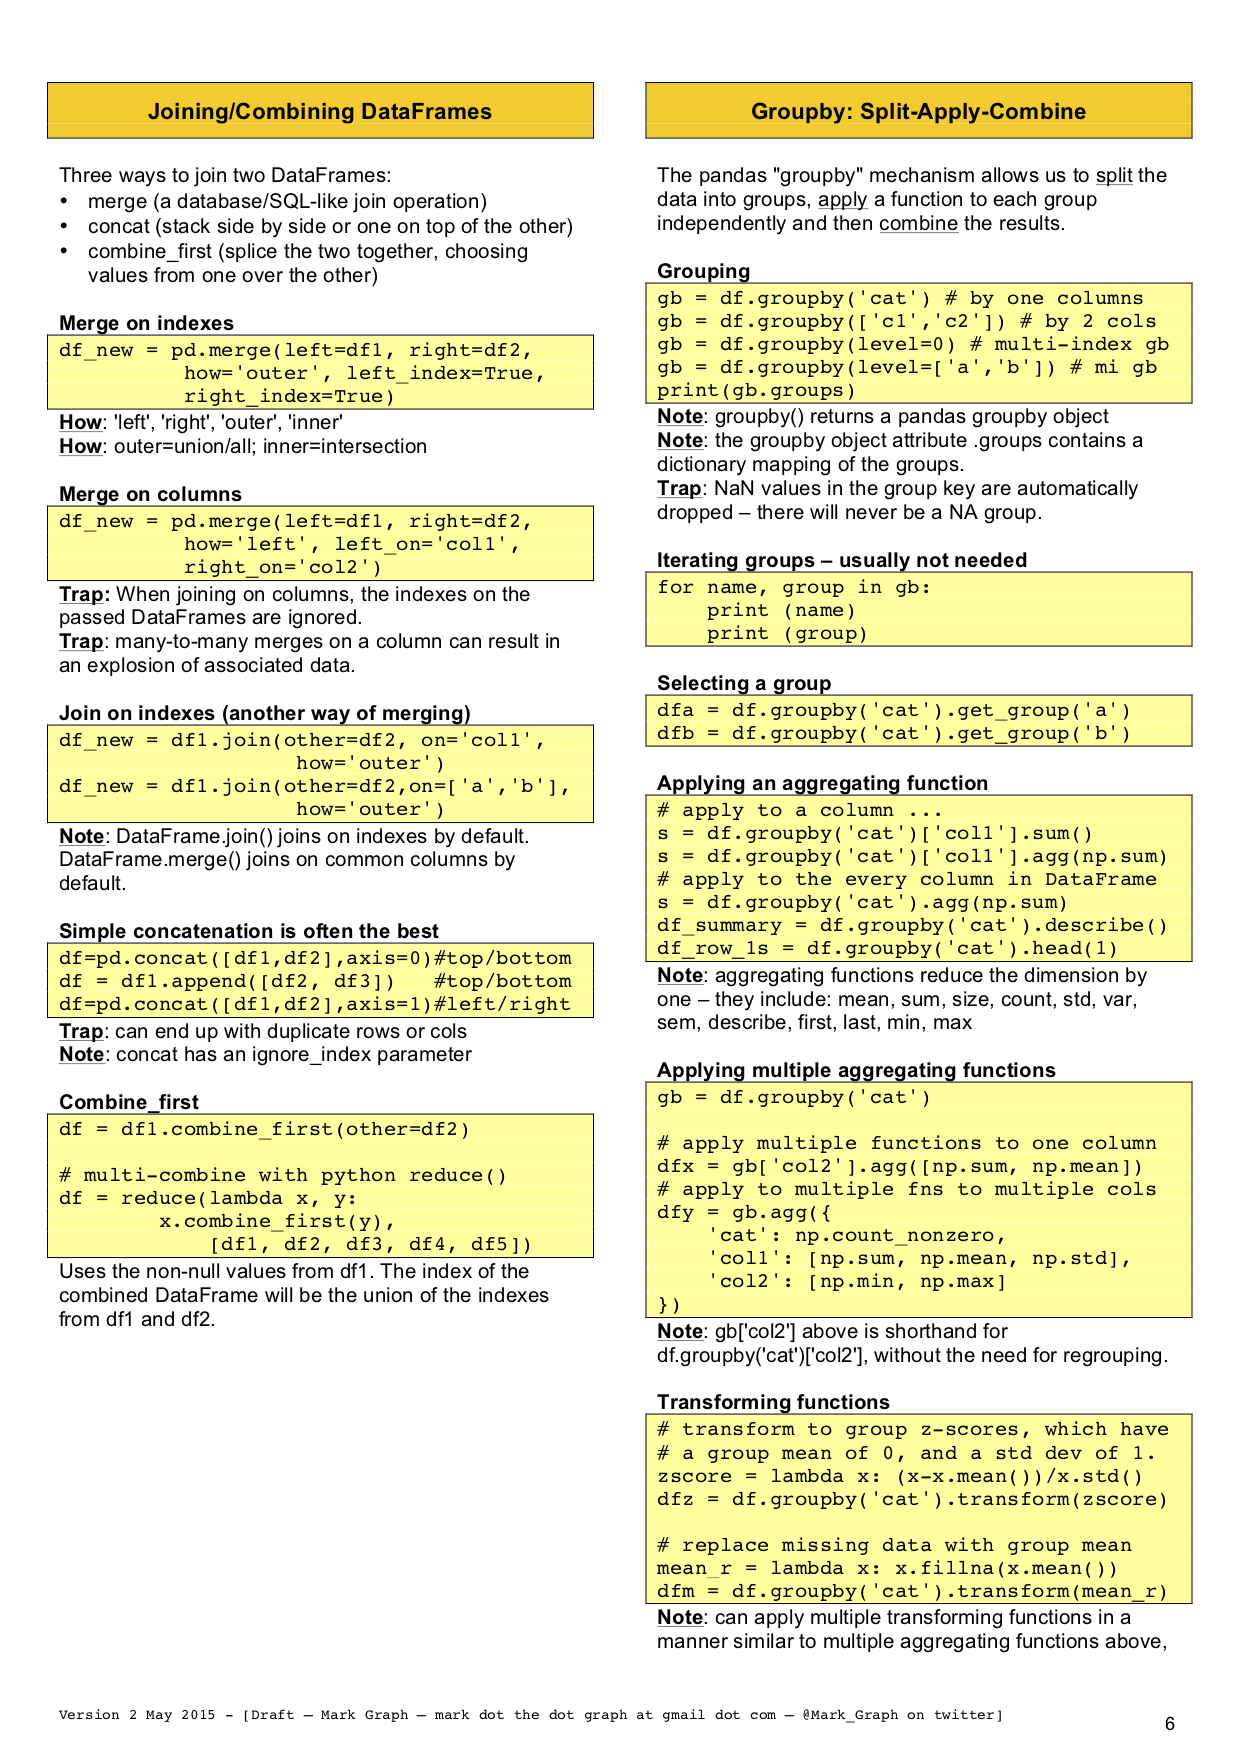 Joining/Combining DataFrames
Three ways to join two DataFrames:
• merge (a database/SQL-like join operation)
• concat (stack side by side or one on top of the other)
• combine_first (splice the two together, choosing
values from one over the other)
Merge on indexes
df_new = pd.merge(left=df1, right=df2,
          how='outer', left_index=True,
          right_index=True)
How: 'left', 'right', 'outer', 'inner'
How: outer=union/all; inner=intersection
Merge on columns
df_new = pd.merge(left=df1, right=df2,
          how='left', left_on='col1',
          right_on='col2')
Trap: When joining on columns, the indexes on the
passed DataFrames are ignored.
Trap: many-to-many merges on a column can result in
an explosion of associated data.
Join on indexes (another way of merging)
df_new = df1.join(other=df2, on='col1',
                   how='outer')
df_new = df1.join(other=df2,on=['a','b'],
                   how='outer')
Note: DataFrame.join() joins on indexes by default.
DataFrame.merge() joins on common columns by
default.
Simple concatenation is often the best
df=pd.concat([df1,df2],axis=0)#top/bottom
df = df1.append([df2, df3])   #top/bottom
df=pd.concat([df1,df2],axis=1)#left/right
Trap: can end up with duplicate rows or cols
Note: concat has an ignore_index parameter
Combine_first
df = df1.combine_first(other=df2)
# multi-combine with python reduce()
df = reduce(lambda x, y:
        x.combine_first(y),
            [df1, df2, df3, df4, df5])
Uses the non-null values from df1. The index of the
combined DataFrame will be the union of the indexes
from df1 and df2.
Groupby: Split-Apply-Combine
The pandas "groupby" mechanism allows us to split the
data into groups, apply a function to each group
independently and then combine the results.
Grouping
gb = df.groupby('cat') # by one columns
gb = df.groupby(['c1','c2']) # by 2 cols
gb = df.groupby(level=0) # multi-index gb
gb = df.groupby(level=['a','b']) # mi gb
print(gb.groups)
Note: groupby() returns a pandas groupby object
Note: the groupby object attribute .groups contains a
dictionary mapping of the groups.
Trap: NaN values in the group key are automatically
dropped – there will never be a NA group.
Iterating groups – usually not needed
for name, group in gb:
    print (name)
    print (group)
Selecting a group
dfa = df.groupby('cat').get_group('a')
dfb = df.groupby('cat').get_group('b')
Applying an aggregating function
# apply to a column ...
s = df.groupby('cat')['col1'].sum()
s = df.groupby('cat')['col1'].agg(np.sum)
# apply to the every column in DataFrame
s = df.groupby('cat').agg(np.sum)
df_summary = df.groupby('cat').describe()
df_row_1s = df.groupby('cat').head(1)
Note: aggregating functions reduce the dimension by
one – they include: mean, sum, size, count, std, var,
sem, describe, first, last, min, max
Applying multiple aggregating functions
gb = df.groupby('cat')
# apply multiple functions to one column
dfx = gb['col2'].agg([np.sum, np.mean])
# apply to multiple fns to multiple cols
dfy = gb.agg({
    'cat': np.count_nonzero,
    'col1': [np.sum, np.mean, np.std],
    'col2': [np.min, np.max]
})
Note: gb['col2'] above is shorthand for
df.groupby('cat')['col2'], without the need for regrouping.
Transforming functions
# transform to group z-scores, which have
# a group mean of 0, and a std dev of 1.
zscore = lambda x: (x-x.mean())/x.std()
dfz = df.groupby('cat').transform(zscore)
# replace missing data with group mean
mean_r = lambda x: x.fillna(x.mean())
dfm = df.groupby('cat').transform(mean_r)
Note: can apply multiple transforming functions in a
manner similar to multiple aggregating functions above,
Version 2 May 2015 - [Draft – Mark Graph – mark dot the dot graph at gmail dot com – @Mark_Graph on twitter]
6